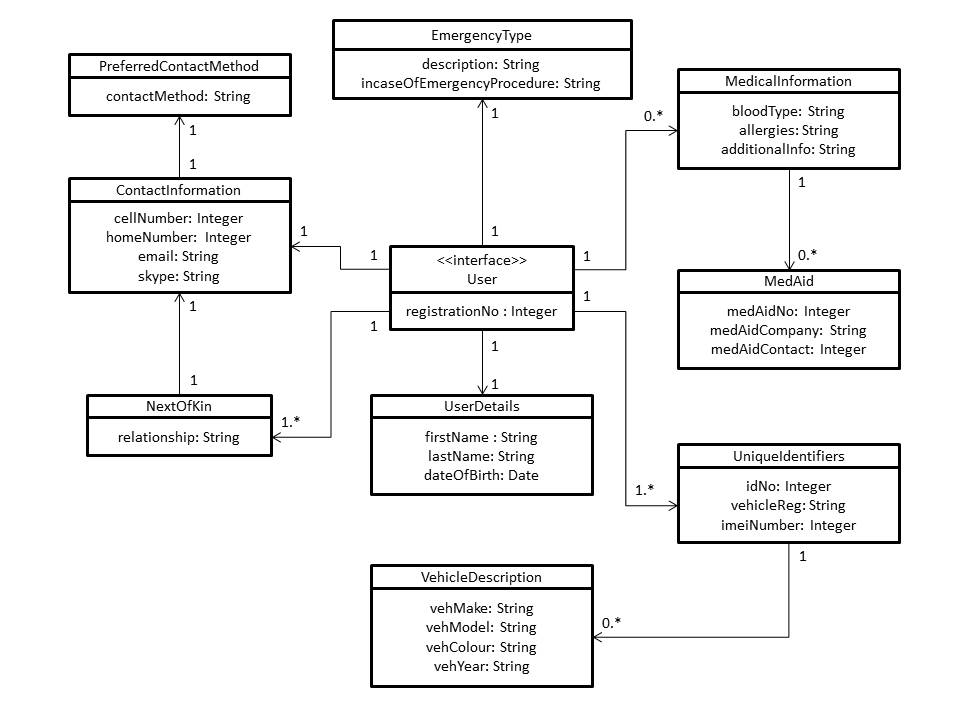 EmergencyType
description: String
incaseOfEmergencyProcedure: String
PreferredContactMethod
contactMethod: String
MedicalInformation
bloodType: String
allergies: String
additionalInfo: String
1
0.*
1
1
ContactInformation
cellNumber: Integer
homeNumber: Integer
email: String
skype: String
1
1
1
1
<<interface>>
User
registrationNo : Integer
1
1
0.*
MedAid
medAidNo: Integer
medAidCompany: String
medAidContact: Integer
1
1
1
1
1
NextOfKin
relationship: String
1.*
UserDetails
firstName : String
lastName: String
dateOfBirth: Date
UniqueIdentifiers
idNo: Integer
vehicleReg: String
imeiNumber: Integer
1.*
1
VehicleDescription
vehMake: String
vehModel: String
vehColour: String
vehYear: String
0.*